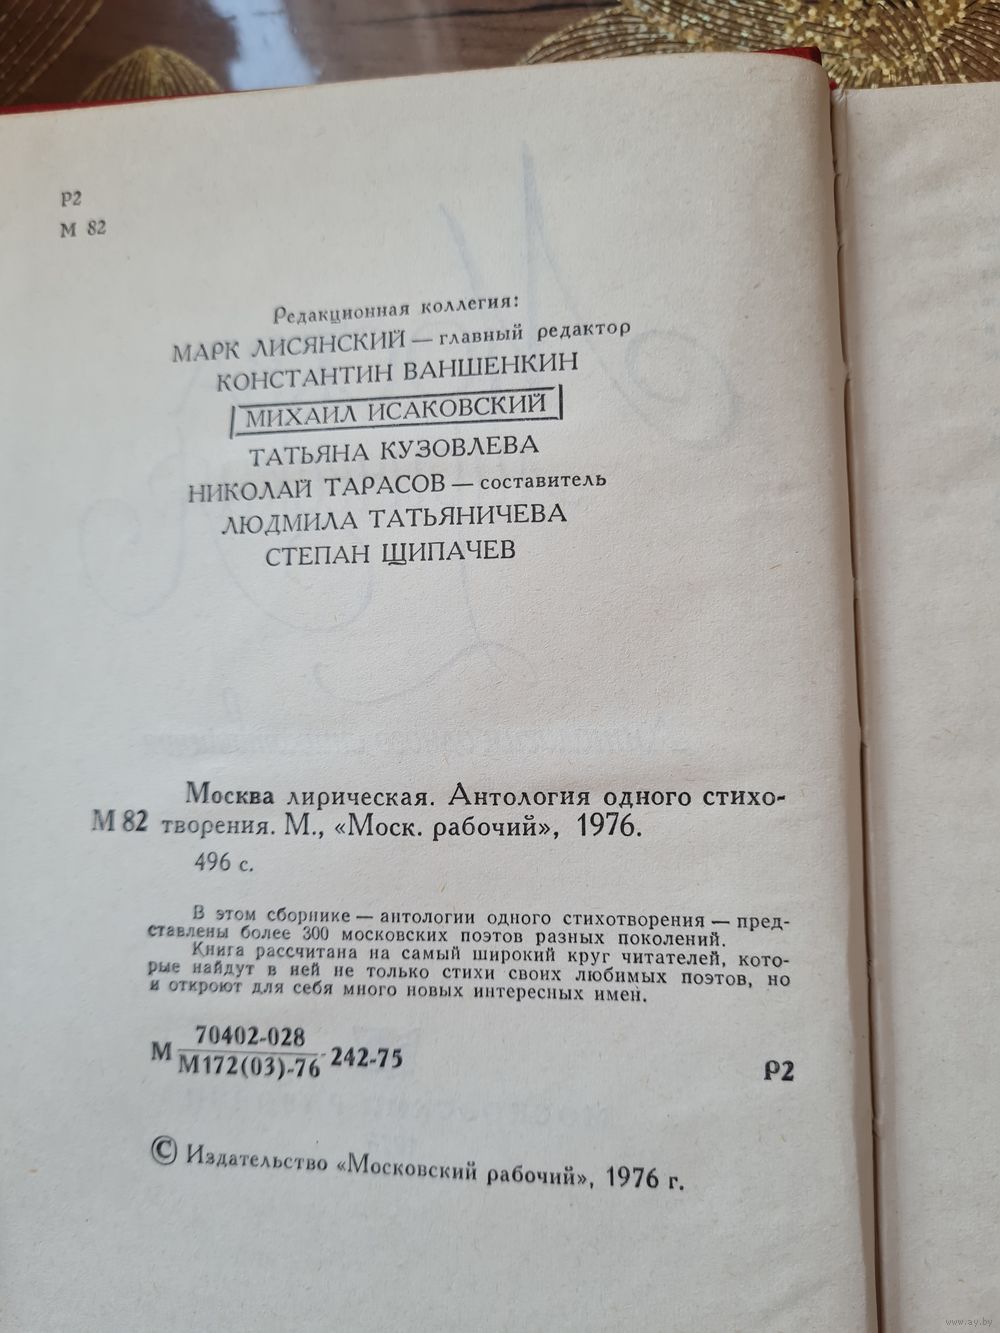 Р2
М 82
Редакционная коллегия:
МАРК ЛИСЯНСКИЙ — главный редактор
КОНСТАНТИН ВАНШЕНКИН
МИХАИЛ ИСАКОВСКИЙ
ТАТЬЯНА КУЗОВЛЕВА
НИКОЛАЙ ТАРАСОВ — составитель
ЛЮДМИЛА ТАТЬЯНИЧЕВА
СТЕПАН ЩИПАЧЕВ
Москва лирическая. Антология одного стихо-
М 82 творения. М., «Моск. рабочий», 1976.
496 с.
В этом сборнике — антологии одного стихотворения — пред-
ставлены более 300 московских поэтов разных поколений.
Книга рассчитана на самый широкий круг читателей, кото-
рые найдут в ней не только стихи своих любимых поэтов, но
и откроют для себя много новых интересных имен.
70402-028
М 242-75
М172(03)-76
Р2
© Издательство «Московский рабочий», 1976 г.
www.ay.by